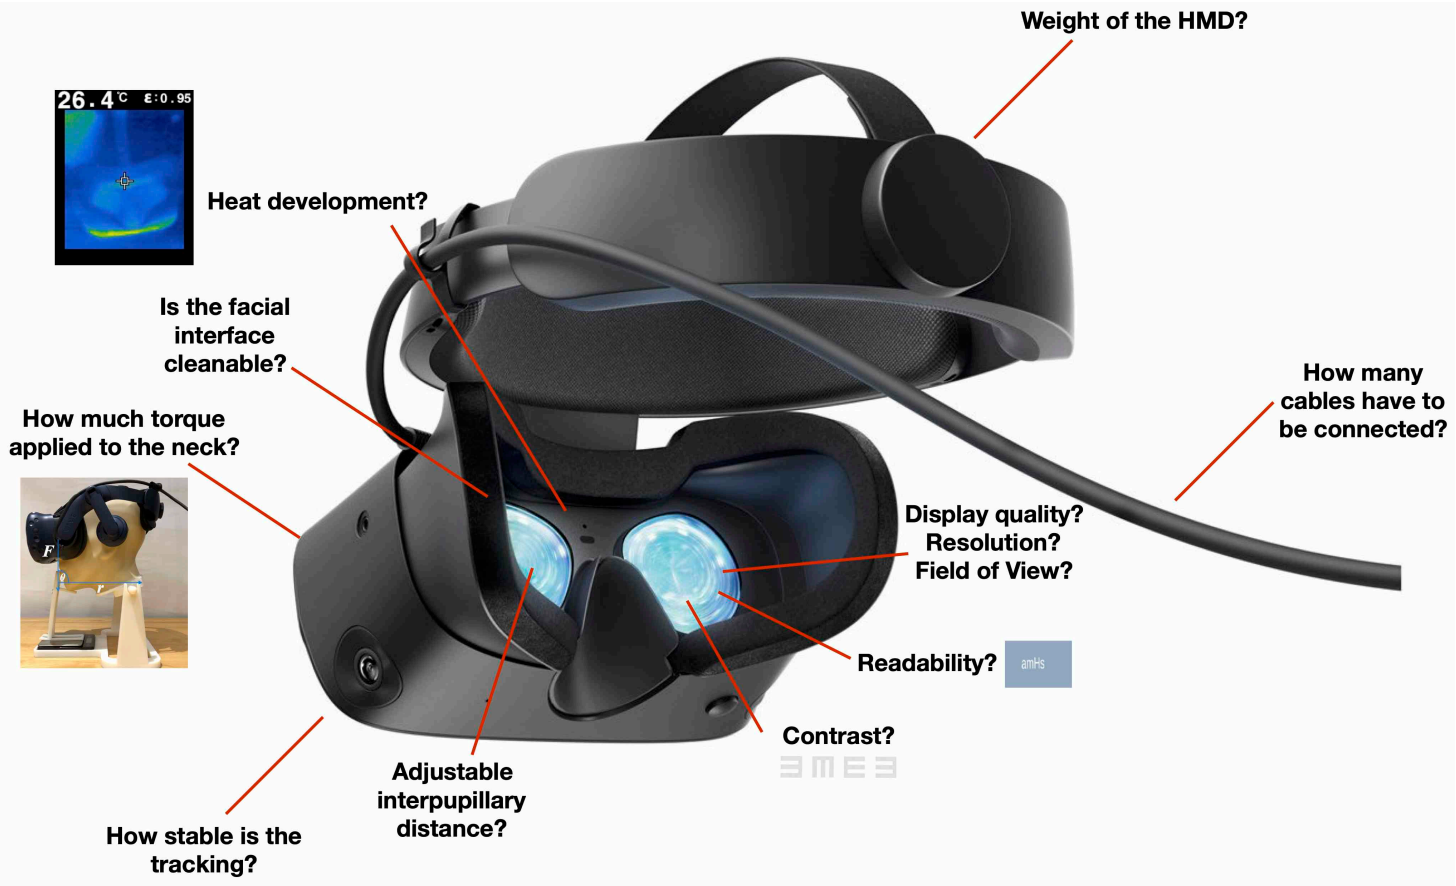 Weight of the HMD?
26.4°C ε:0.95
Heat development?
Is the facial
interface
cleanable?
How much torque
applied to the neck?
F
θ
r
How many
cables have to
be connected?
Display quality?
Resolution?
Field of View?
Readability?
amHs
Contrast?
Adjustable
interpupillary
distance?
How stable is the
tracking?